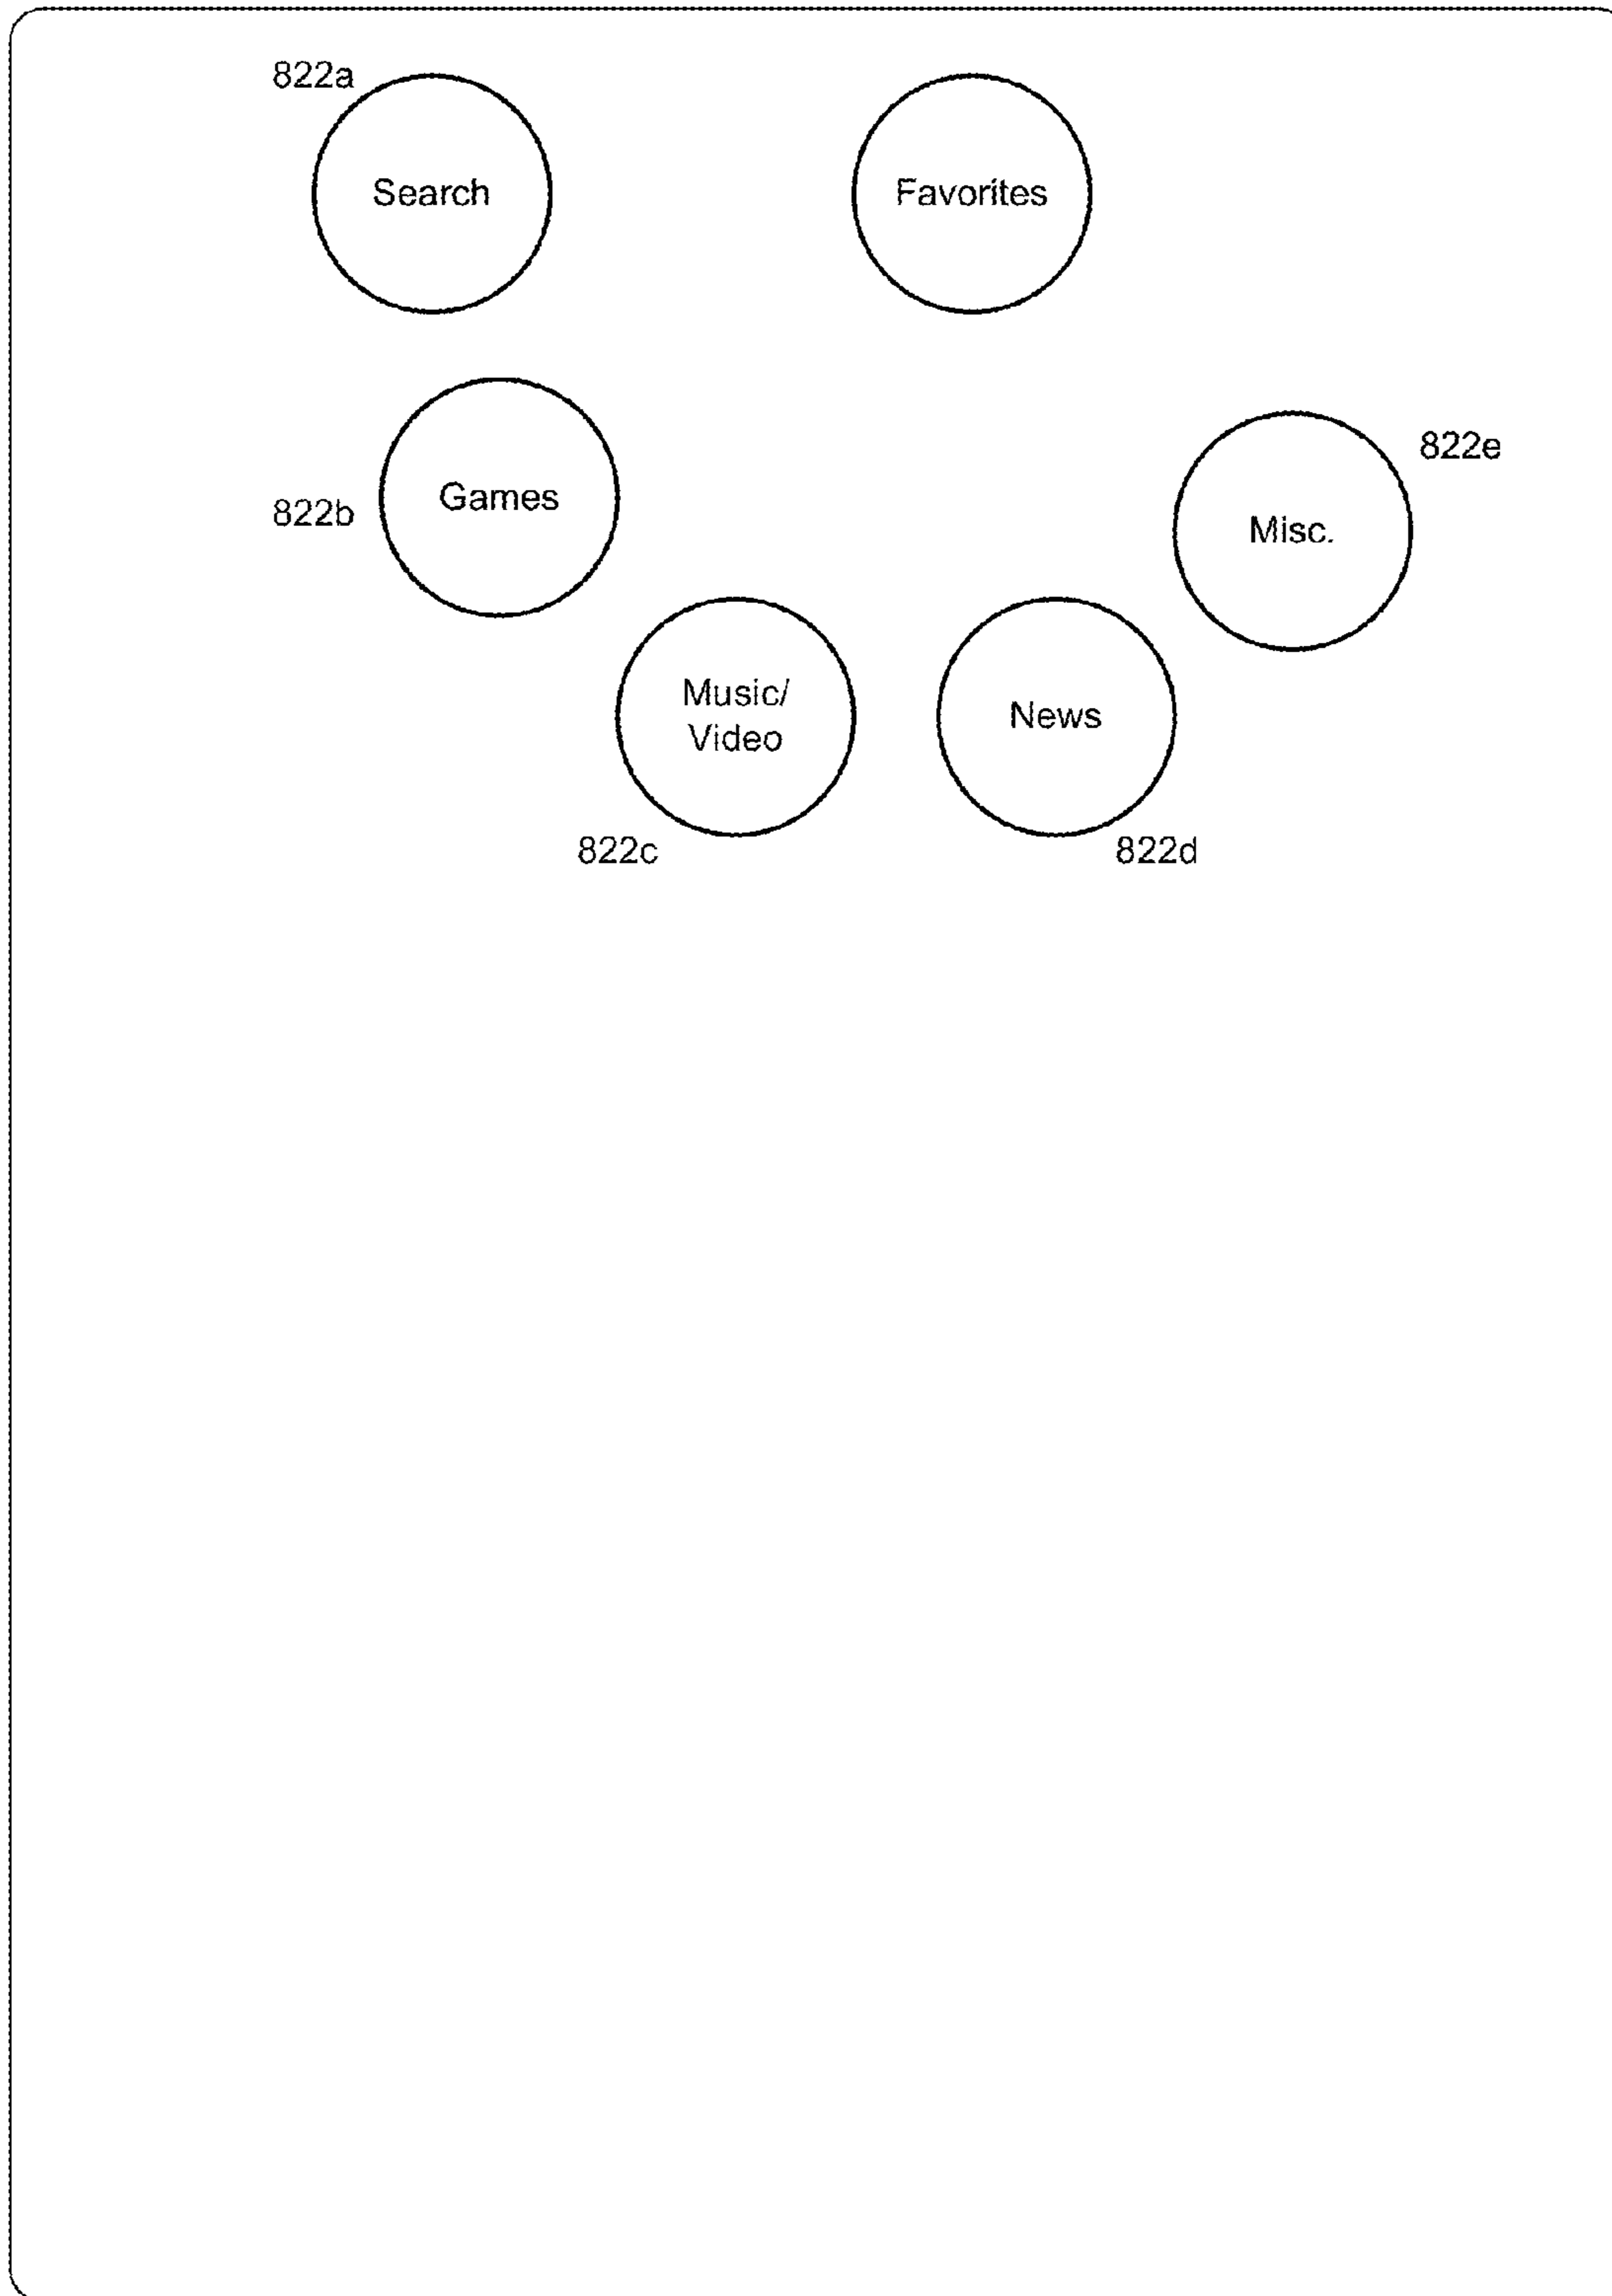 822a
Search
Favorites
822b
Games
822e
Misc.
Music/
Video
News
822c
822d